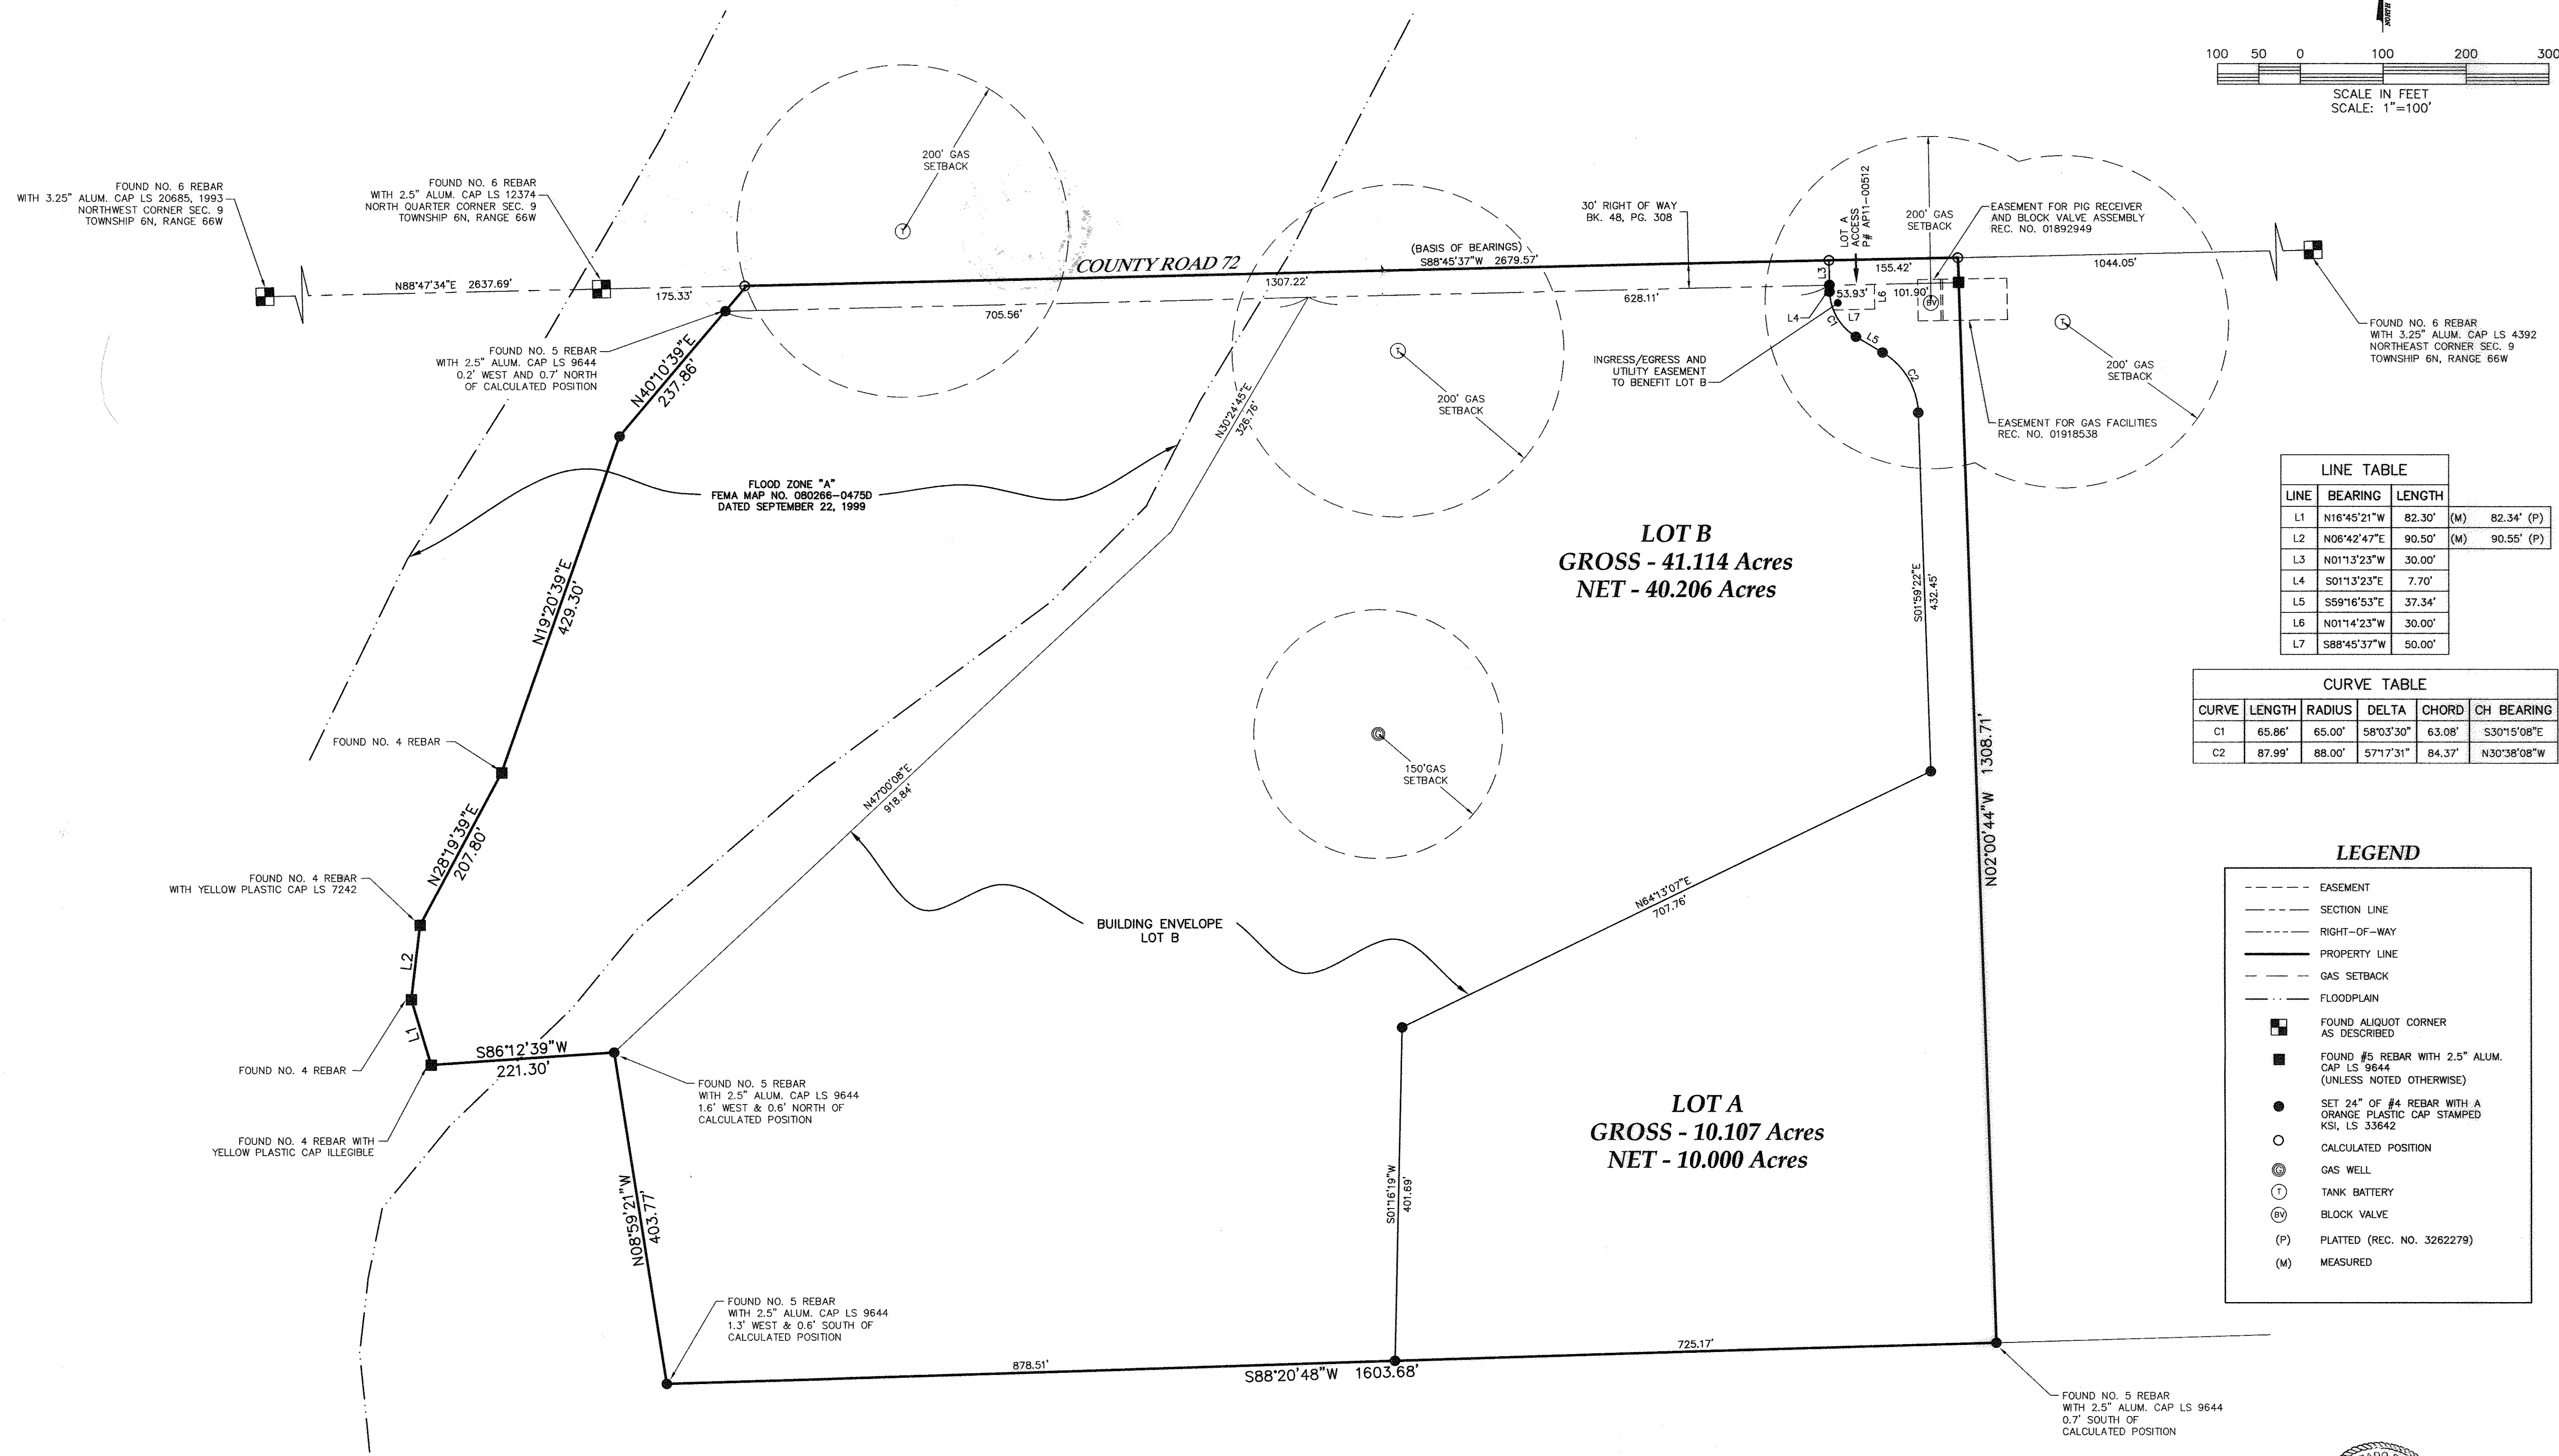 NORTH
100 50 0 100 200 300
SCALE IN FEET
SCALE: 1"=100'
FOUND NO. 6 REBAR
WITH 3.25" ALUM. CAP LS 20685, 1993
NORTHWEST CORNER SEC. 9
TOWNSHIP 6N, RANGE 66W
FOUND NO. 6 REBAR
WITH 2.5" ALUM. CAP LS 12374
NORTH QUARTER CORNER SEC. 9
TOWNSHIP 6N, RANGE 66W
200' GAS
SETBACK
T
30' RIGHT OF WAY
BK. 48, PG. 308
LOT A
ACCESS
P# AP11-00512
200' GAS
SETBACK
EASEMENT FOR PIG RECEIVER
AND BLOCK VALVE ASSEMBLY
REC. NO. 01892949
N88°47'34"E 2637.69'
175.33'
COUNTY ROAD 72
1307.22'
(BASIS OF BEARINGS)
S88°45'37"W 2679.57'
155.42'
1044.05'
705.56'
628.11'
L3
53.93'
L6
101.90'
BV
L4
L7
C1
L5
C2
T
200' GAS
SETBACK
FOUND NO. 6 REBAR
WITH 3.25" ALUM. CAP LS 4392
NORTHEAST CORNER SEC. 9
TOWNSHIP 6N, RANGE 66W
FOUND NO. 5 REBAR
WITH 2.5" ALUM. CAP LS 9644
0.2' WEST AND 0.7' NORTH
OF CALCULATED POSITION
N40°10'39"E
237.86'
N30°24'45"E
326.76'
T
200' GAS
SETBACK
INGRESS/EGRESS AND
UTILITY EASEMENT
TO BENEFIT LOT B
EASEMENT FOR GAS FACILITIES
REC. NO. 01918538
FLOOD ZONE "A"
FEMA MAP NO. 080266-0475D
DATED SEPTEMBER 22, 1999
N19°20'39"E
429.30'
LOT B
GROSS - 41.114 Acres
NET - 40.206 Acres
S01°59'22"E
432.45'
LINE TABLE
LINE BEARING LENGTH
L1 N16°45'21"W 82.30' (M) 82.34' (P)
L2 N06°42'47"E 90.50' (M) 90.55' (P)
L3 N01°13'23"W 30.00'
L4 S01°13'23"E 7.70'
L5 S59°16'53"E 37.34'
L6 N01°14'23"W 30.00'
L7 S88°45'37"W 50.00'
CURVE TABLE
CURVE LENGTH RADIUS DELTA CHORD CH BEARING
C1 65.86' 65.00' 58°03'30" 63.08' S30°15'08"E
C2 87.99' 88.00' 57°17'31" 84.37' N30°38'08"W
FOUND NO. 4 REBAR
N47°00'08"E
918.84'
G
150'GAS
SETBACK
N02°00'44"W 1308.71'
N28°19'39"E
207.80'
FOUND NO. 4 REBAR
WITH YELLOW PLASTIC CAP LS 7242
BUILDING ENVELOPE
LOT B
N64°13'07"E
707.76'
L2
L1
FOUND NO. 4 REBAR
S86°12'39"W
221.30'
FOUND NO. 5 REBAR
WITH 2.5" ALUM. CAP LS 9644
1.6' WEST & 0.6' NORTH OF
CALCULATED POSITION
FOUND NO. 4 REBAR WITH
YELLOW PLASTIC CAP ILLEGIBLE
N08°59'21"W
403.77'
S01°16'19"W
401.69'
LOT A
GROSS - 10.107 Acres
NET - 10.000 Acres
FOUND NO. 5 REBAR
WITH 2.5" ALUM. CAP LS 9644
1.3' WEST & 0.6' SOUTH OF
CALCULATED POSITION
878.51'
S88°20'48"W 1603.68'
725.17'
FOUND NO. 5 REBAR
WITH 2.5" ALUM. CAP LS 9644
0.7' SOUTH OF
CALCULATED POSITION
LEGEND
EASEMENT
SECTION LINE
RIGHT-OF-WAY
PROPERTY LINE
GAS SETBACK
FLOODPLAIN
FOUND ALIQUOT CORNER
AS DESCRIBED
FOUND #5 REBAR WITH 2.5" ALUM.
CAP LS 9644
(UNLESS NOTED OTHERWISE)
SET 24" OF #4 REBAR WITH A
ORANGE PLASTIC CAP STAMPED
KSI, LS 33642
CALCULATED POSITION
G GAS WELL
T TANK BATTERY
BV BLOCK VALVE
(P) PLATTED (REC. NO. 3262279)
(M) MEASURED